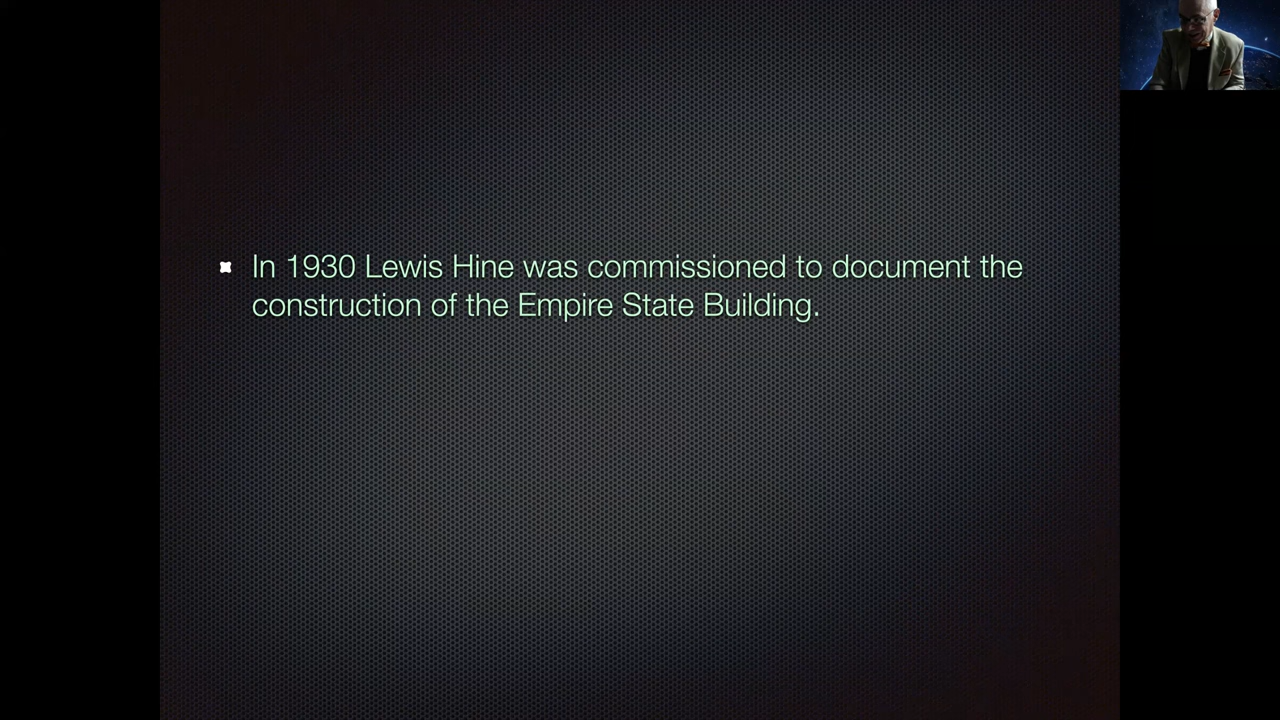 In 1930 Lewis Hine was commissioned to document the
construction of the Empire State Building.